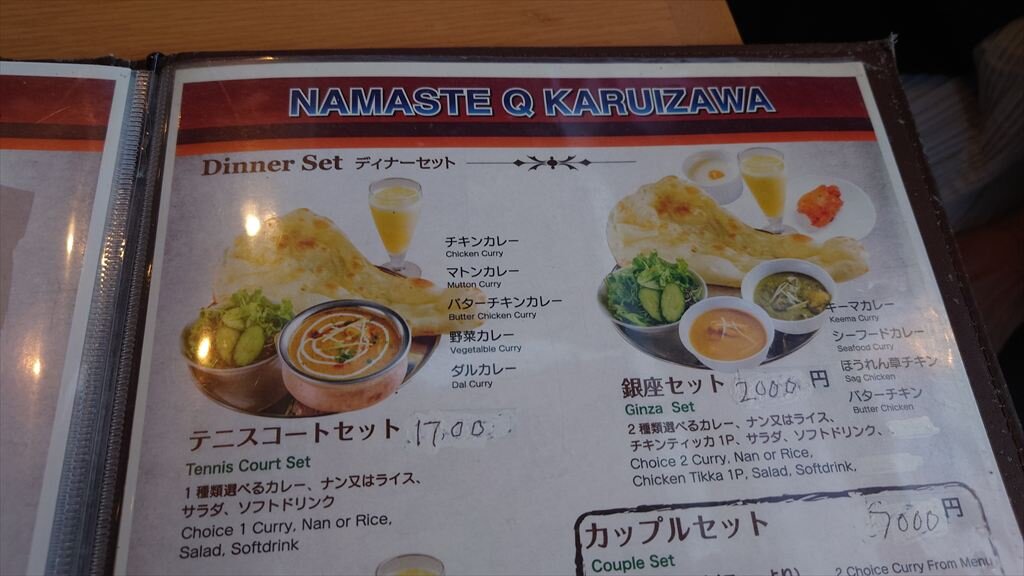 NAMASTE Q KARUIZAWA
Dinner Set ディナーセット
チキンカレー
Chicken Curry
マトンカレー
Mutton Curry
バターチキンカレー
Butter Chicken Curry
野菜カレー
Vegetaible Curry
ダルカレー
Dal Curry
テニスコートセット 1700
Tennis Court Set
1 種類選べるカレー、ナン又はライス、
サラダ、ソフトドリンク
Choice 1 Curry, Nan or Rice,
Salad, Softdrink
キーマカレー
Keema Curry
シーフードカレー
Seafood Curry
ほうれん草チキン
Sag Chicken
バターチキン
Butter Chicken
銀座セット 2000 円
Ginza Set
2 種類選べるカレー、ナン又はライス、
チキンティッカ 1P、サラダ、ソフトドリンク、
Choice 2 Curry, Nan or Rice,
Chicken Tikka 1P, Salad, Softdrink,
カップルセット 円
Couple Set
2 Choice Curry From Menu